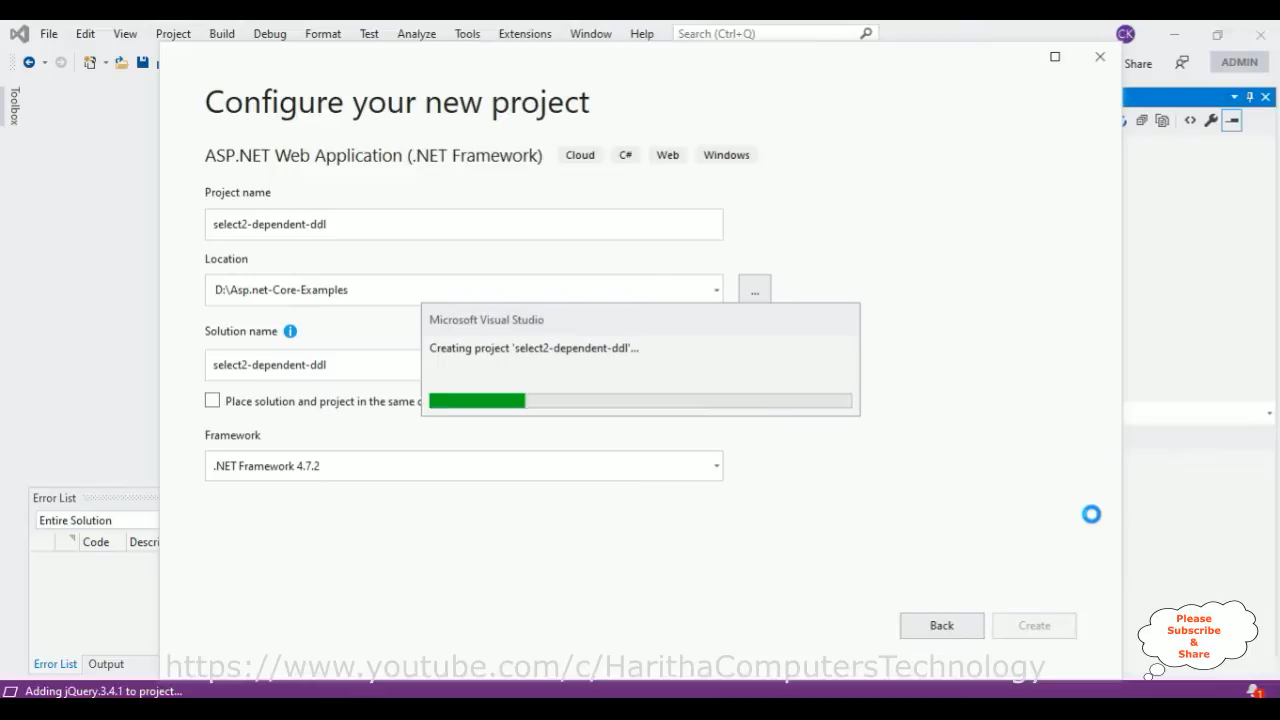 File Edit View Project Build Debug Format Test Analyze Tools Extensions Window Help Search (Ctrl+Q) CK
Share ADMIN
Toolbox
Configure your new project
ASP.NET Web Application (.NET Framework) Cloud C# Web Windows
Project name
select2-dependent-ddl
Location
D:\Asp.net-Core-Examples ...
Solution name
select2-dependent-ddl
Place solution and project in the same
Microsoft Visual Studio
Creating project 'select2-dependent-ddl'...
Framework
.NET Framework 4.7.2
Error List
Entire Solution
Code Descri
Back Create
Please
Subscribe
&
Share
Error List Output
https://www.youtube.com/c/HarithaComputersTechnology
Adding jQuery.3.4.1 to project... 1